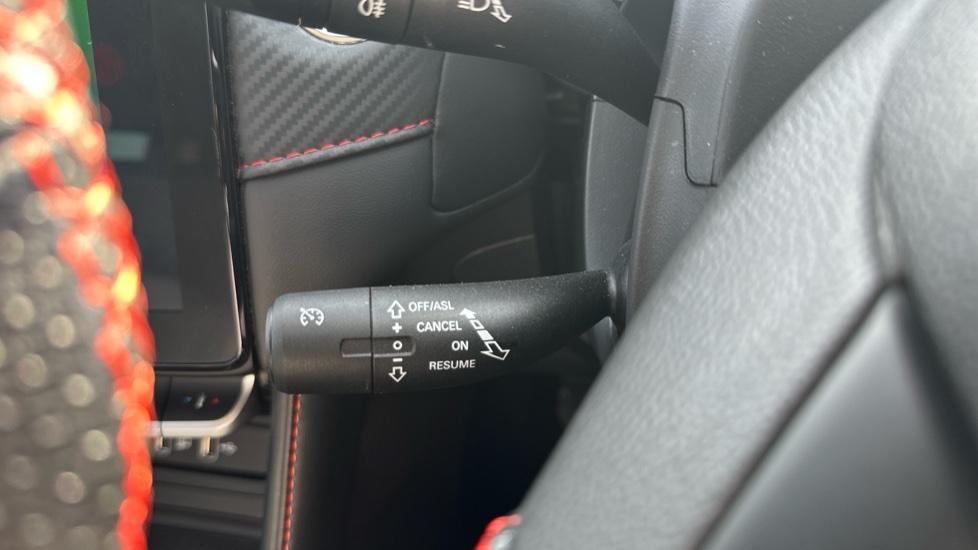 OFF/ASL
+ CANCEL
O ON
− RESUME